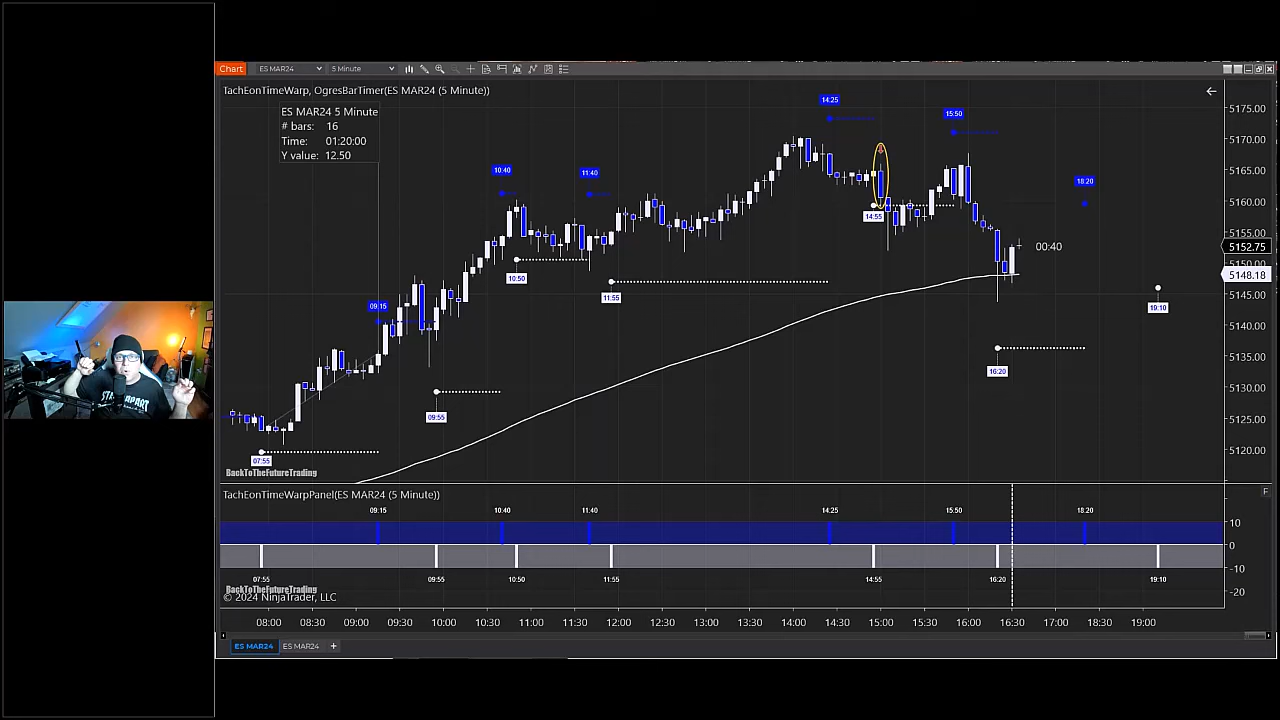 Chart ES MAR24 5 Minute
TachEonTimeWarp, OgresBarTimer(ES MAR24 (5 Minute))
ES MAR24 5 Minute
# bars: 16
Time: 01:20:00
Y value: 12.50
14:25
15:50
10:40
11:40
18:20
14:55
00:40
10:50
11:55
09:15
19:10
16:20
09:55
07:55
BackToTheFutureTrading
5175.00
5170.00
5165.00
5160.00
5155.00
5152.75
5150.00
5148.18
5145.00
5140.00
5135.00
5130.00
5125.00
5120.00
TachEonTimeWarpPanel(ES MAR24 (5 Minute))
F
09:15 10:40 11:40 14:25 15:50 18:20
10
0
-10
-20
07:55 09:55 10:50 11:55 14:55 16:20 19:10
BackToTheFutureTrading
© 2024 NinjaTrader, LLC
08:00 08:30 09:00 09:30 10:00 10:30 11:00 11:30 12:00 12:30 13:00 13:30 14:00 14:30 15:00 15:30 16:00 16:30 17:00 18:30 19:00
ES MAR24 ES MAR24 +